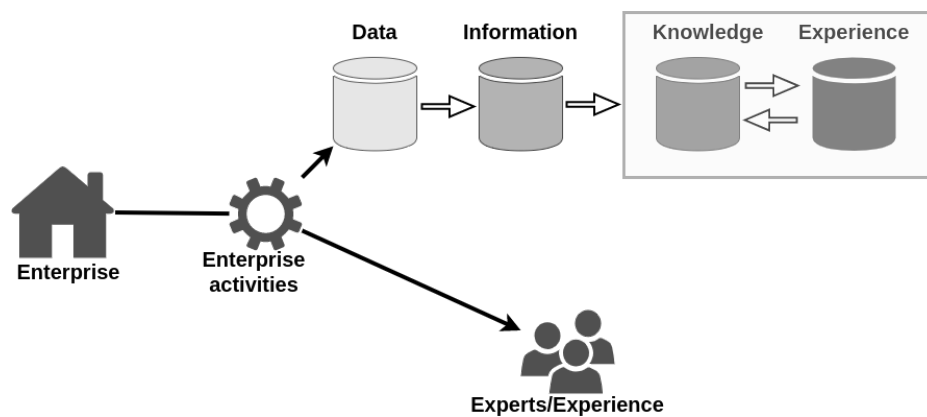 Data
Information
Knowledge
Experience
Enterprise
Enterprise
activities
Experts/Experience